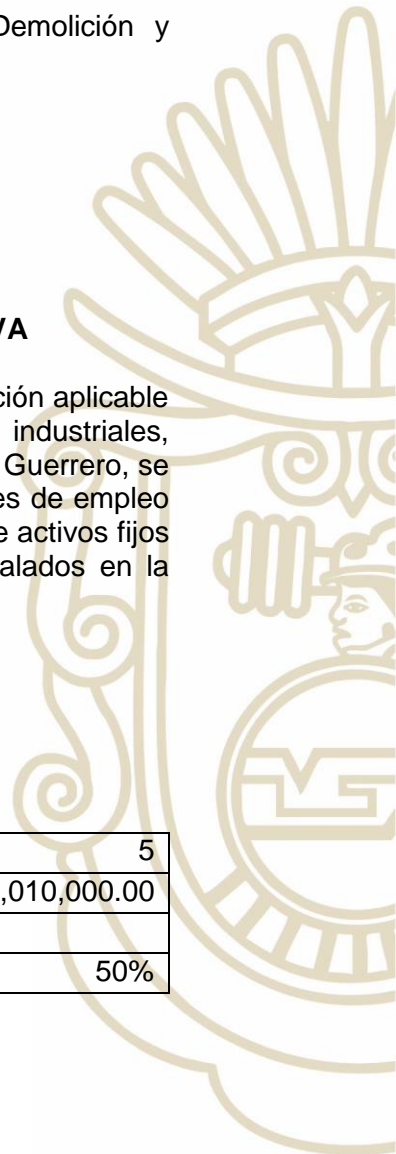 Demolición y
VA
ción aplicable
industriales,
Guerrero, se
es de empleo
e activos fijos
alados en la
5
,010,000.00
50%